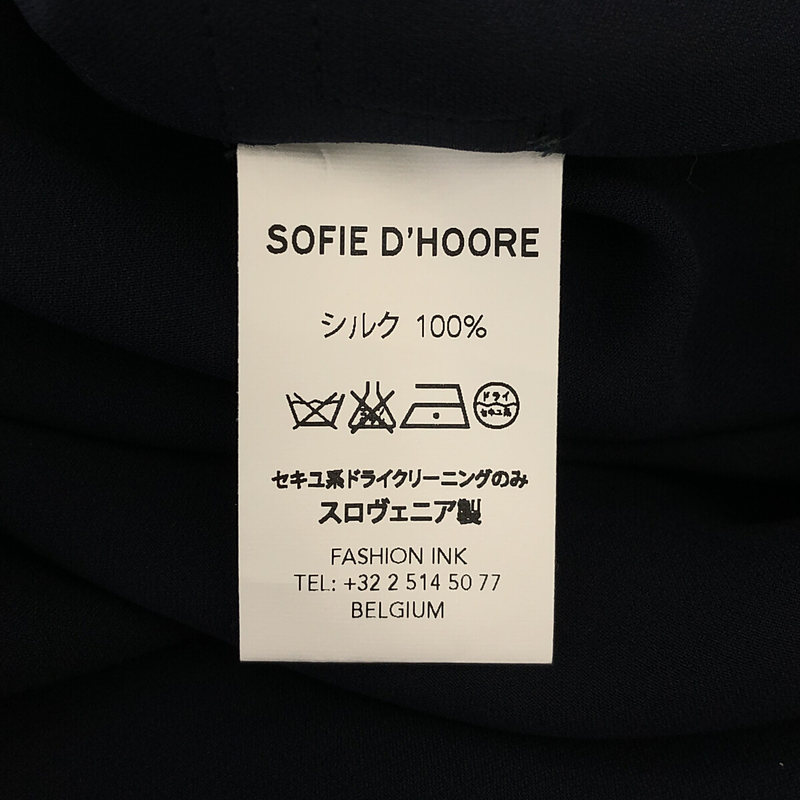 SOFIE D'HOORE
シルク 100%
ドライ
セキユ系
セキユ系ドライクリーニングのみ
スロヴェニア製
FASHION INK
TEL: +32 2 514 50 77
BELGIUM